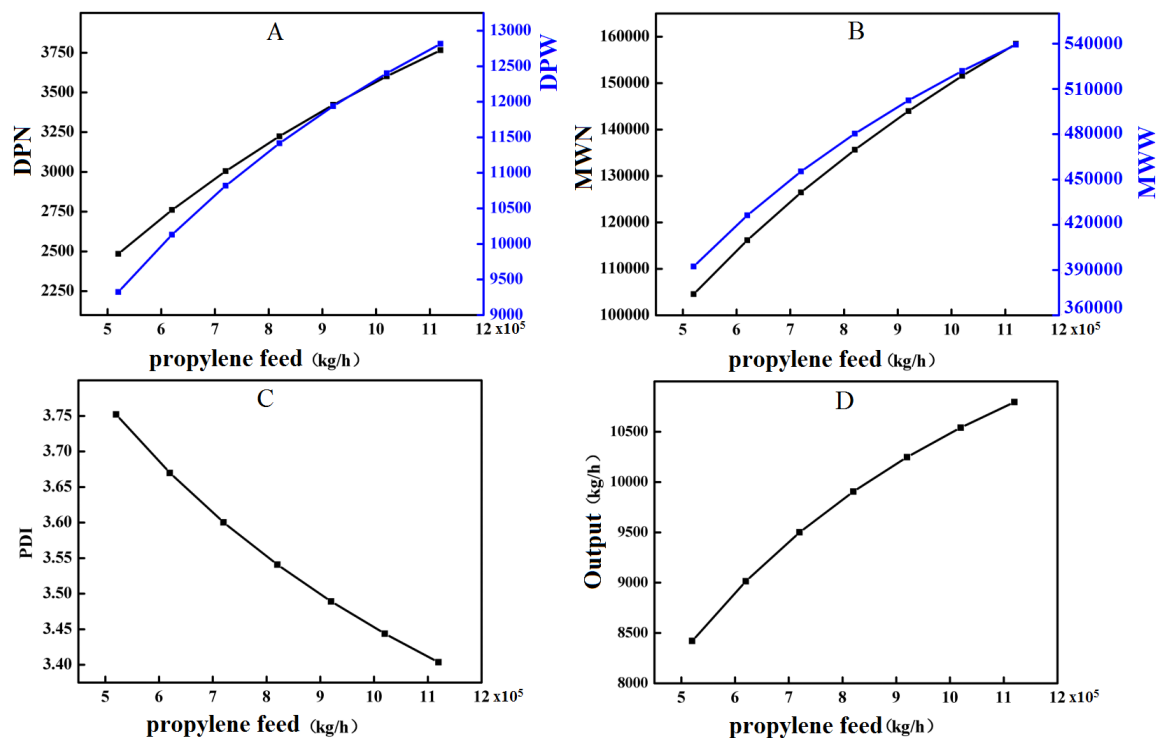 A
DPN
3750
3500
3250
3000
2750
2500
2250
DPW
13000
12500
12000
11500
11000
10500
10000
9500
9000
5 6 7 8 9 10 11 12 x10⁵
propylene feed (kg/h)
B
MWN
160000
150000
140000
130000
120000
110000
100000
MWW
540000
510000
480000
450000
420000
390000
360000
5 6 7 8 9 10 11 12 x10⁵
propylene feed (kg/h)
C
PDI
3.75
3.70
3.65
3.60
3.55
3.50
3.45
3.40
5 6 7 8 9 10 11 12 x10⁵
propylene feed (kg/h)
D
Output (kg/h)
10500
10000
9500
9000
8500
8000
5 6 7 8 9 10 11 12 x10⁵
propylene feed(kg/h)